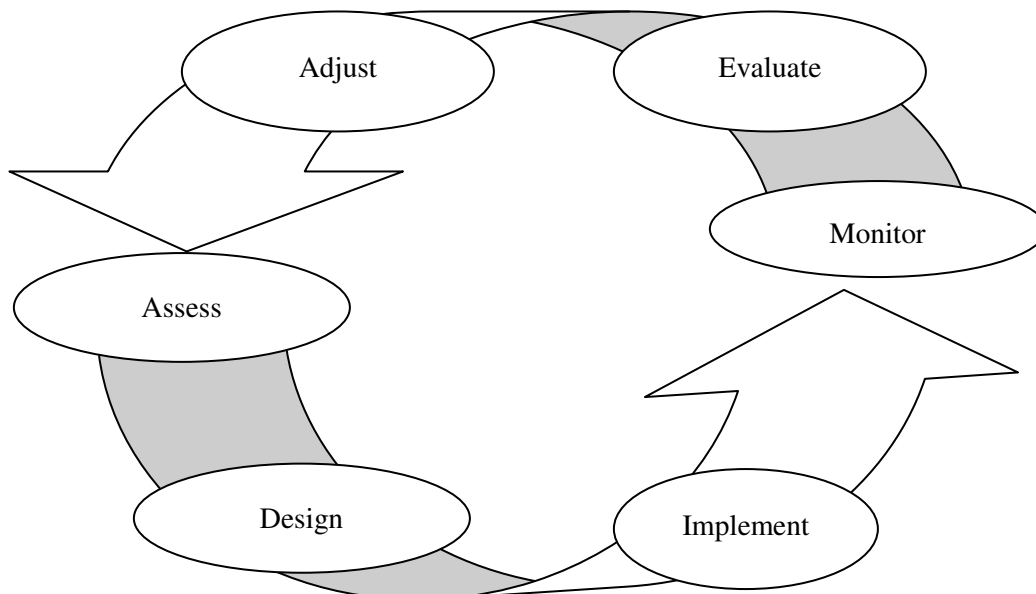 Adjust
Evaluate
Monitor
Assess
Design
Implement